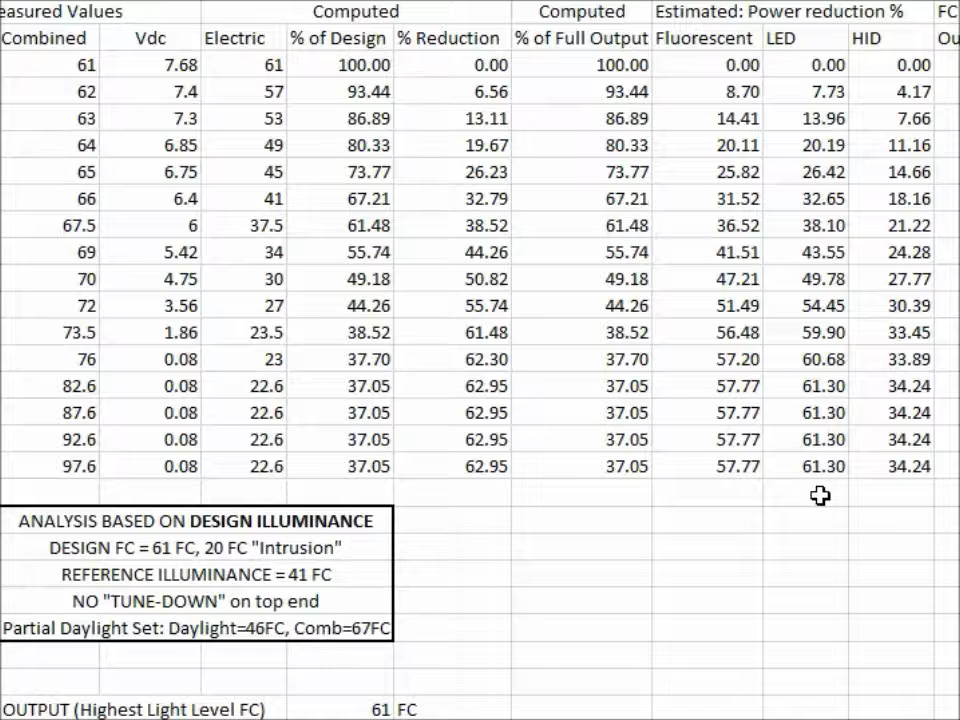 easured Values Computed Computed Estimated: Power reduction % FC
Combined Vdc Electric % of Design % Reduction % of Full Output Fluorescent LED HID Ou
61 7.68 61 100.00 0.00 100.00 0.00 0.00 0.00
62 7.4 57 93.44 6.56 93.44 8.70 7.73 4.17
63 7.3 53 86.89 13.11 86.89 14.41 13.96 7.66
64 6.85 49 80.33 19.67 80.33 20.11 20.19 11.16
65 6.75 45 73.77 26.23 73.77 25.82 26.42 14.66
66 6.4 41 67.21 32.79 67.21 31.52 32.65 18.16
67.5 6 37.5 61.48 38.52 61.48 36.52 38.10 21.22
69 5.42 34 55.74 44.26 55.74 41.51 43.55 24.28
70 4.75 30 49.18 50.82 49.18 47.21 49.78 27.77
72 3.56 27 44.26 55.74 44.26 51.49 54.45 30.39
73.5 1.86 23.5 38.52 61.48 38.52 56.48 59.90 33.45
76 0.08 23 37.70 62.30 37.70 57.20 60.68 33.89
82.6 0.08 22.6 37.05 62.95 37.05 57.77 61.30 34.24
87.6 0.08 22.6 37.05 62.95 37.05 57.77 61.30 34.24
92.6 0.08 22.6 37.05 62.95 37.05 57.77 61.30 34.24
97.6 0.08 22.6 37.05 62.95 37.05 57.77 61.30 34.24
ANALYSIS BASED ON DESIGN ILLUMINANCE
DESIGN FC = 61 FC, 20 FC "Intrusion"
REFERENCE ILLUMINANCE = 41 FC
NO "TUNE-DOWN" on top end
Partial Daylight Set: Daylight=46FC, Comb=67FC
OUTPUT (Highest Light Level FC) 61 FC